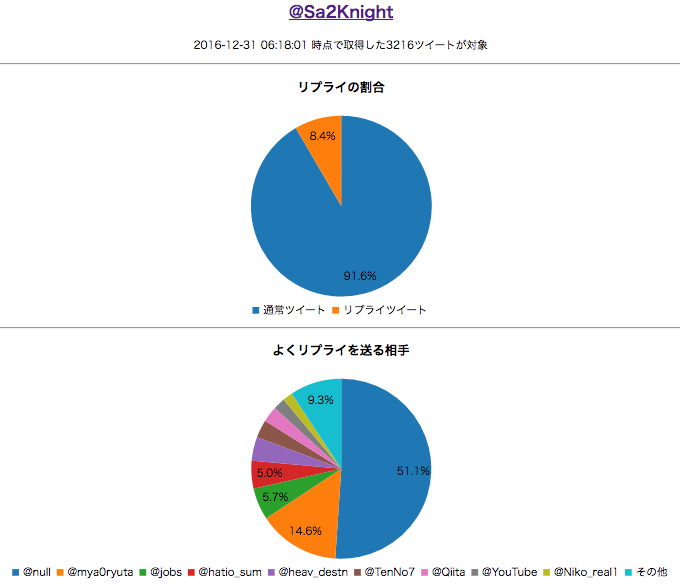 @Sa2Knight
2016-12-31 06:18:01 時点で取得した3216ツイートが対象
リプライの割合
8.4%
91.6%
通常ツイート リプライツイート
よくリプライを送る相手
9.3%
51.1%
5.0%
5.7%
14.6%
@null @mya0ryuta @jobs @hatio_sum @heav_destn @TenNo7 @Qiita @YouTube @Niko_real1 その他